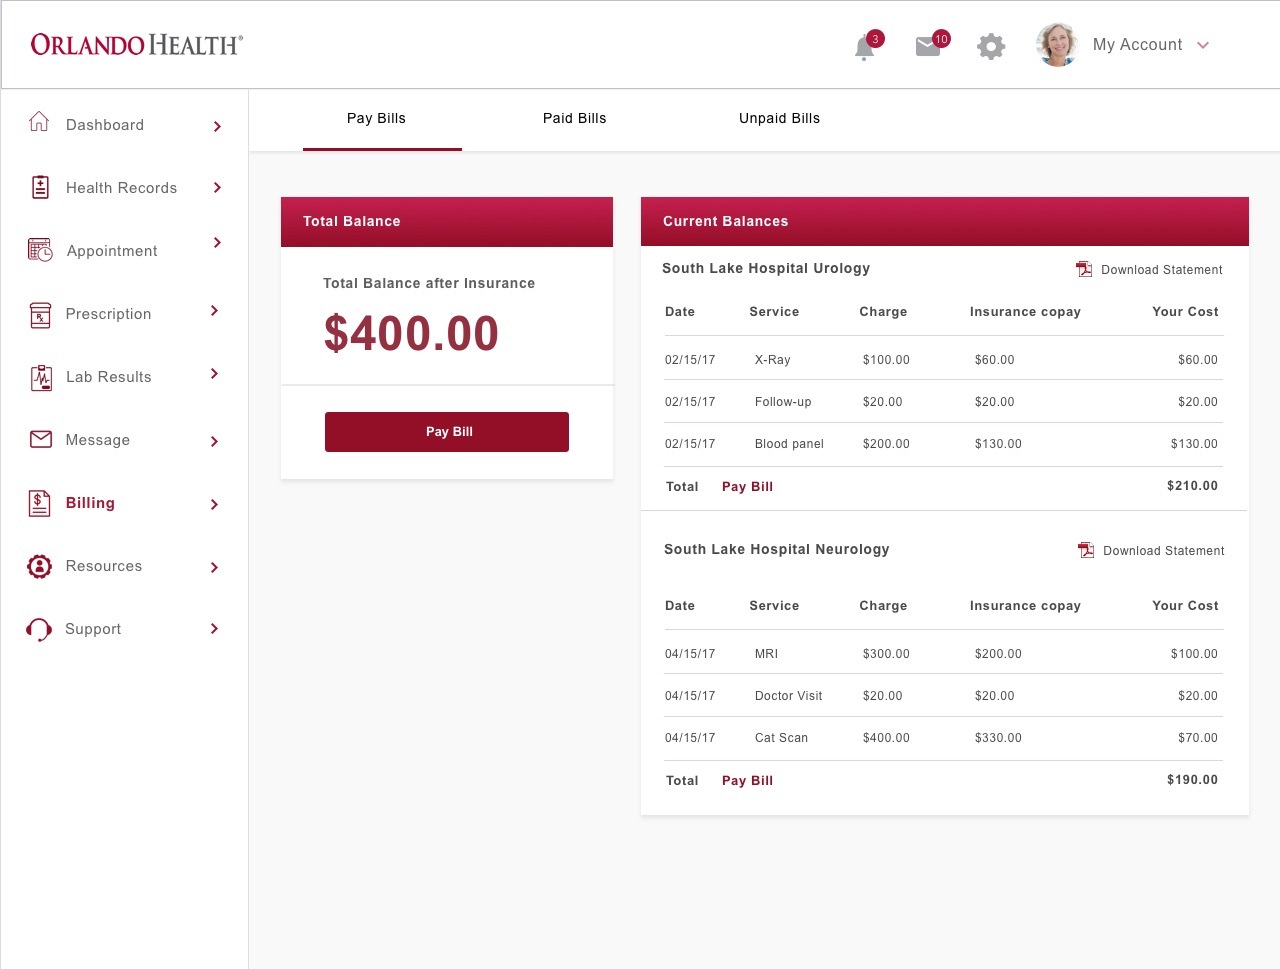 ORLANDO HEALTH®
3
10
My Account
Dashboard
Health Records
Appointment
Prescription
Lab Results
Message
Billing
Resources
Support
Pay Bills Paid Bills Unpaid Bills
Total Balance
Total Balance after Insurance
$400.00
Pay Bill
Current Balances
South Lake Hospital Urology Download Statement
Date Service Charge Insurance copay Your Cost
02/15/17 X-Ray $100.00 $60.00 $60.00
02/15/17 Follow-up $20.00 $20.00 $20.00
02/15/17 Blood panel $200.00 $130.00 $130.00
Total Pay Bill $210.00
South Lake Hospital Neurology Download Statement
Date Service Charge Insurance copay Your Cost
04/15/17 MRI $300.00 $200.00 $100.00
04/15/17 Doctor Visit $20.00 $20.00 $20.00
04/15/17 Cat Scan $400.00 $330.00 $70.00
Total Pay Bill $190.00